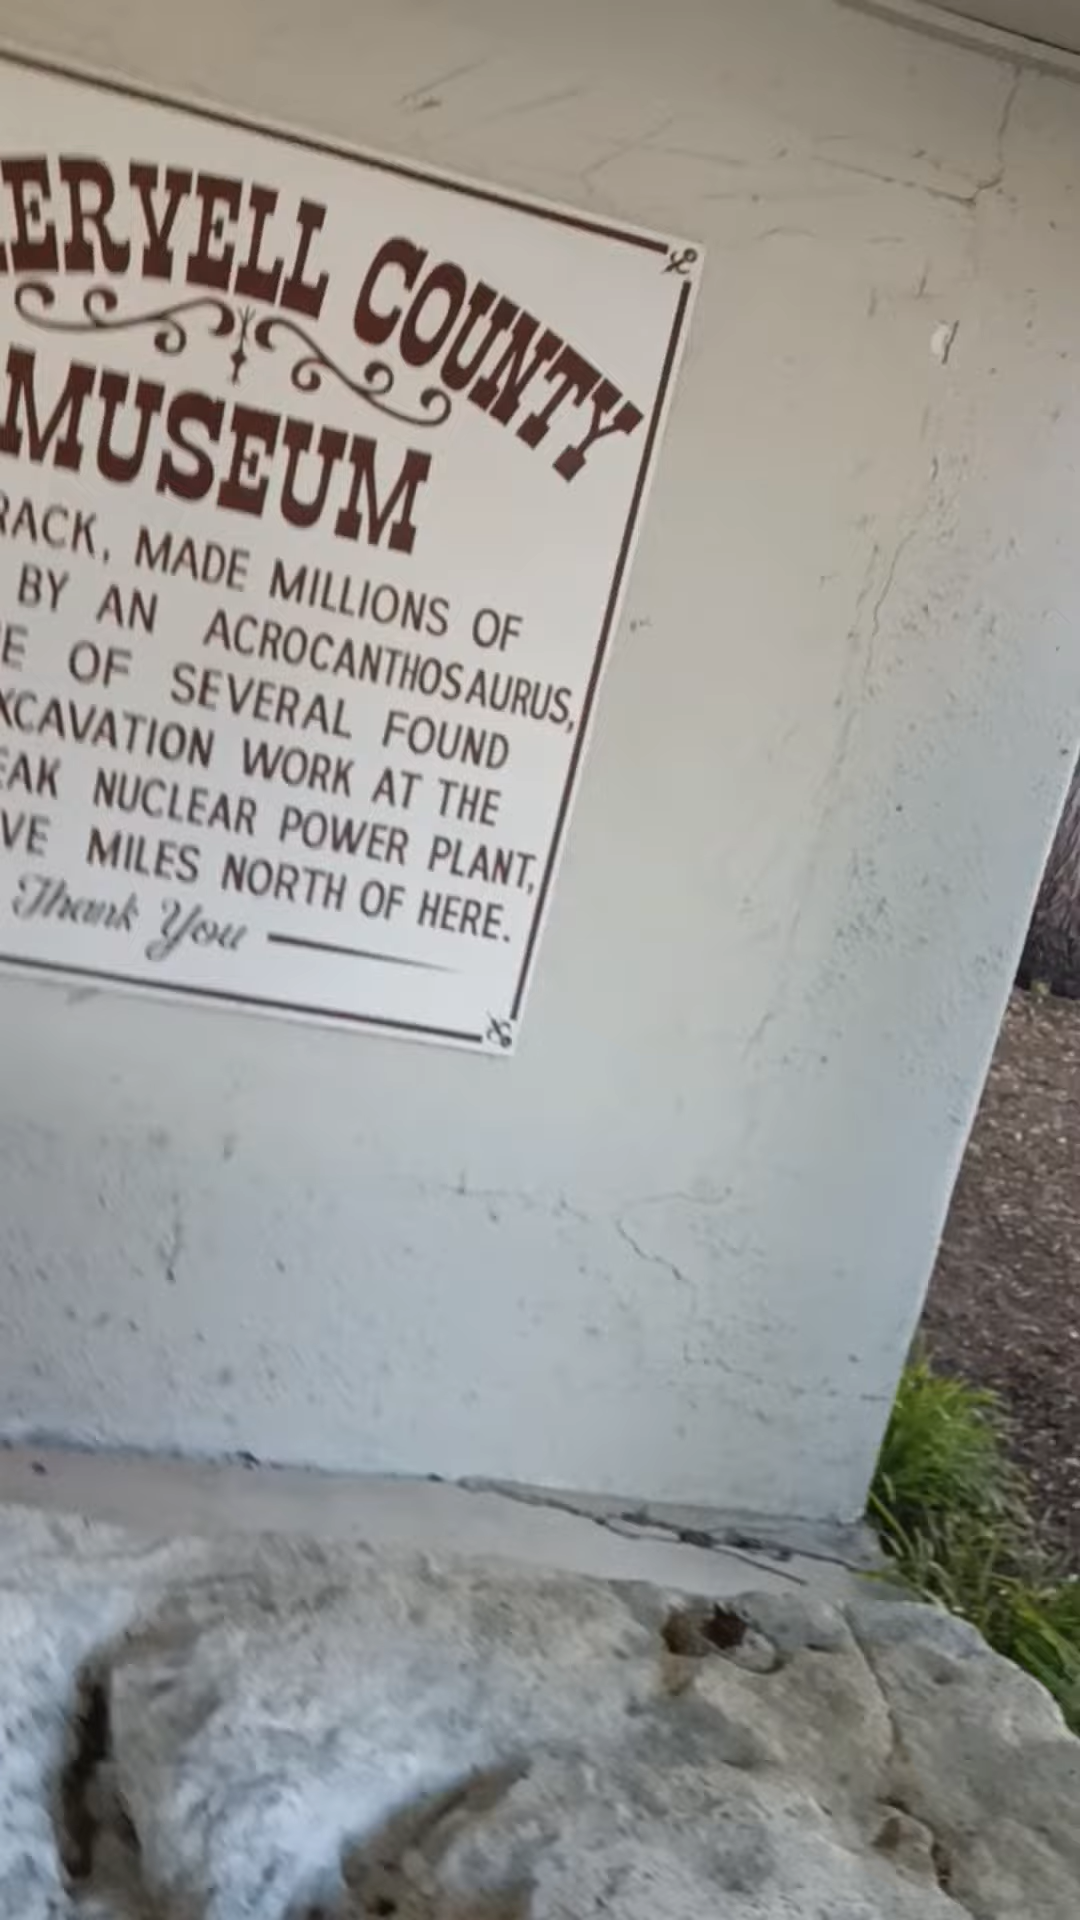 ERVELL COUNTY
MUSEUM
RACK, MADE MILLIONS OF
BY AN ACROCANTHOSAURUS,
E OF SEVERAL FOUND
XCAVATION WORK AT THE
EAK NUCLEAR POWER PLANT,
VE MILES NORTH OF HERE.
Thank You